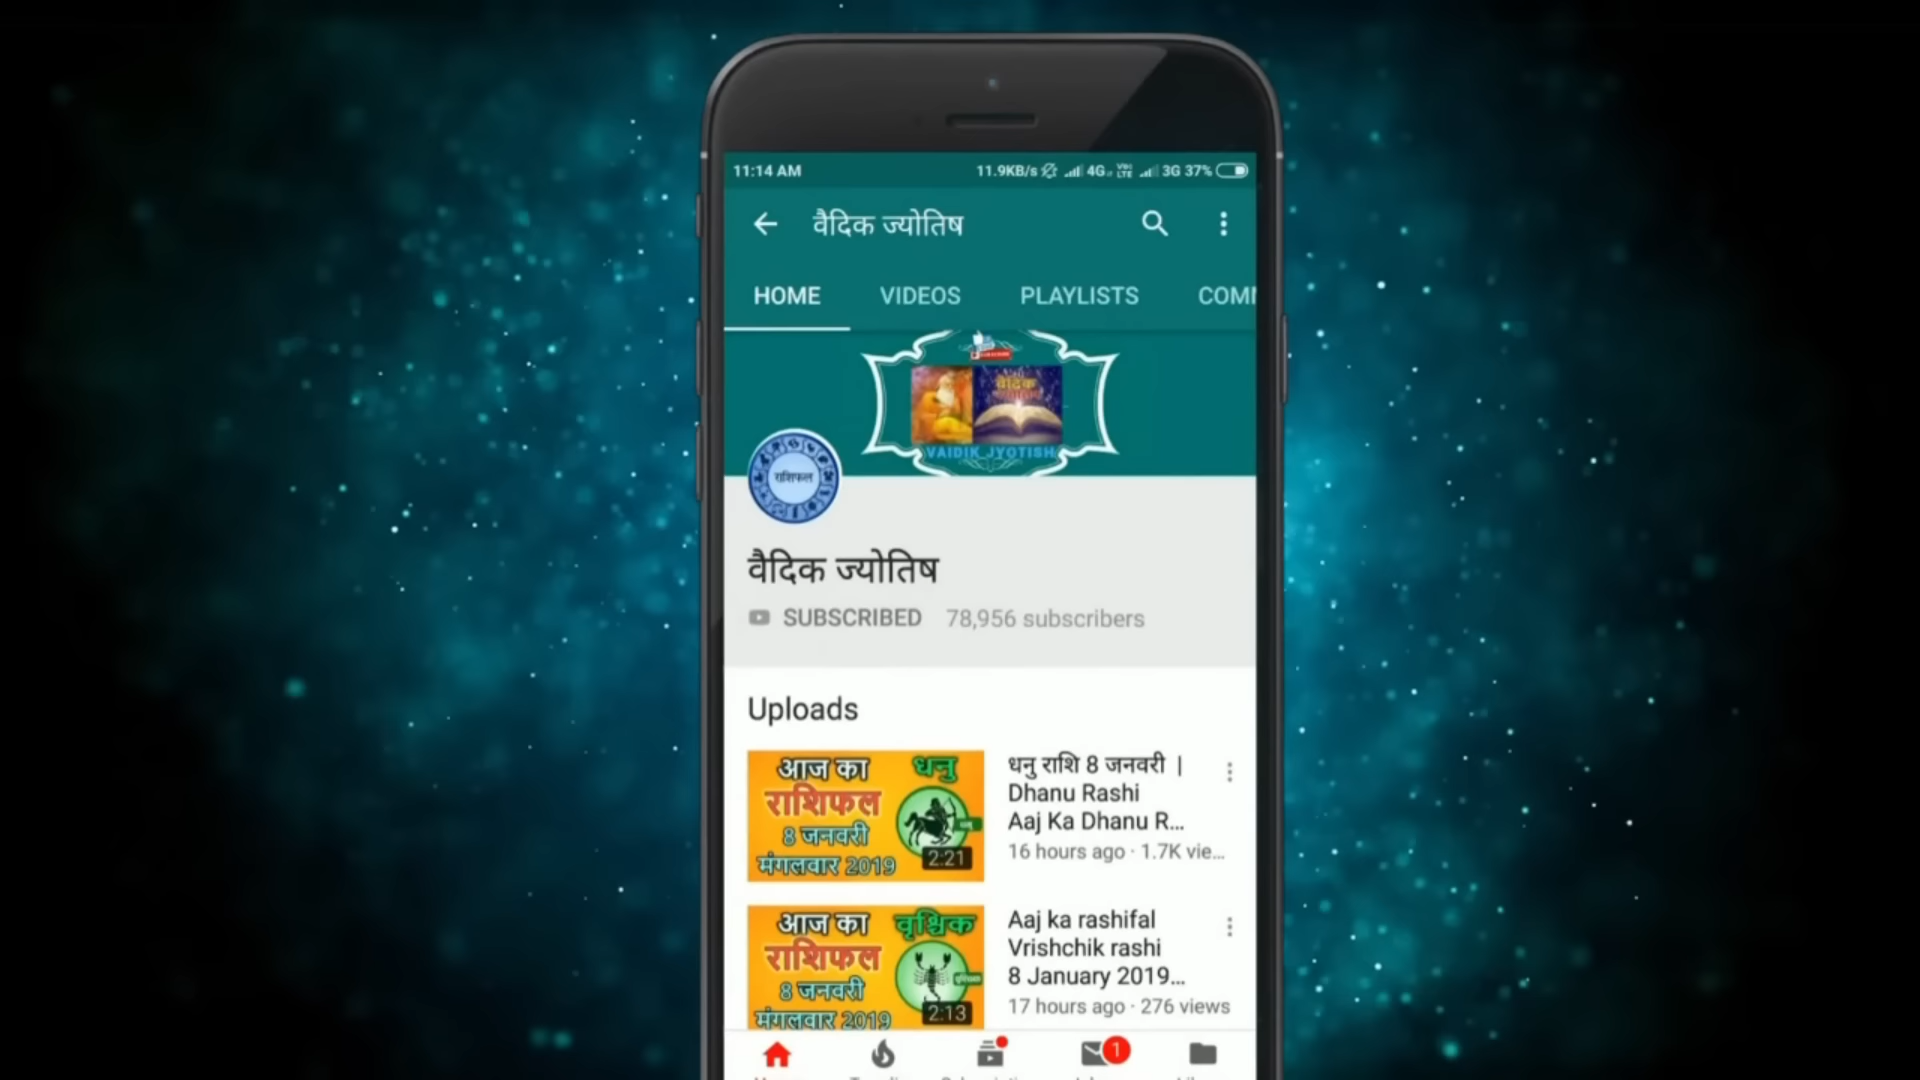 11:14 AM 11.9KB/s 4G 3G 37%
वैदिक ज्योतिष
HOME VIDEOS PLAYLISTS COMM
वैदिक
VAIDIK JYOTISH
राशिफल
वैदिक ज्योतिष
SUBSCRIBED 78,956 subscribers
Uploads
आज का धनु
राशिफल
8 जनवरी
मंगलवार 2019
2:21
धनु राशि 8 जनवरी |
Dhanu Rashi
Aaj Ka Dhanu R...
16 hours ago · 1.7K vie...
आज का वृश्चिक
राशिफल
8 जनवरी
मंगलवार 2019
2:13
Aaj ka rashifal
Vrishchik rashi
8 January 2019...
17 hours ago · 276 views
1